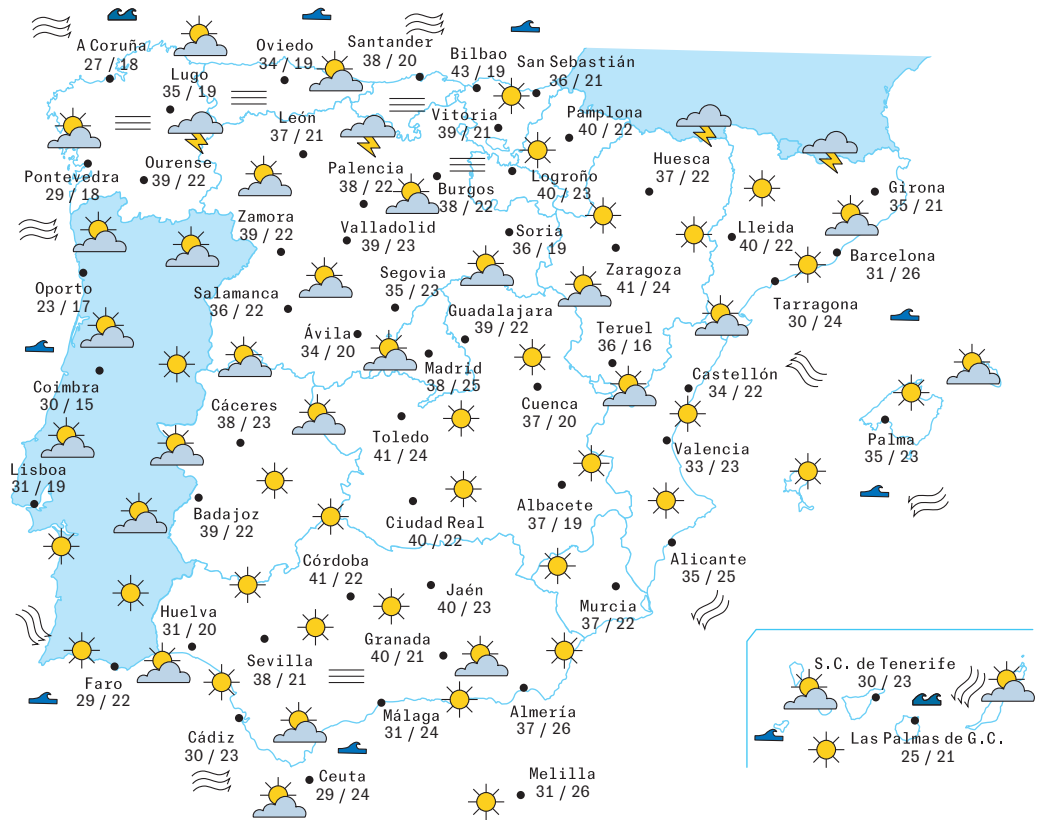 A Coruña
27 / 18
Lugo
35 / 19
Oviedo
34 / 19
Santander
38 / 20
Bilbao
43 / 19
San Sebastián
36 / 21
Vitoria
39 / 21
Pamplona
40 / 22
León
37 / 21
Pontevedra
29 / 18
Ourense
39 / 22
Palencia
38 / 22
Burgos
38 / 22
Logroño
40 / 23
Huesca
37 / 22
Girona
35 / 21
Zamora
39 / 22
Valladolid
39 / 23
Soria
36 / 19
Lleida
40 / 22
Barcelona
31 / 26
Oporto
23 / 17
Salamanca
36 / 22
Segovia
35 / 23
Zaragoza
41 / 24
Tarragona
30 / 24
Guadalajara
39 / 22
Ávila
34 / 20
Teruel
36 / 16
Madrid
38 / 25
Castellón
34 / 22
Coimbra
30 / 15
Cáceres
38 / 23
Cuenca
37 / 20
Toledo
41 / 24
Valencia
33 / 23
Palma
35 / 23
Lisboa
31 / 19
Badajoz
39 / 22
Ciudad Real
40 / 22
Albacete
37 / 19
Alicante
35 / 25
Córdoba
41 / 22
Jaén
40 / 23
Murcia
37 / 22
Huelva
31 / 20
Sevilla
38 / 21
Granada
40 / 21
Faro
29 / 22
Cádiz
30 / 23
Málaga
31 / 24
Almería
37 / 26
S.C. de Tenerife
30 / 23
Las Palmas de G.C.
25 / 21
Ceuta
29 / 24
Melilla
31 / 26